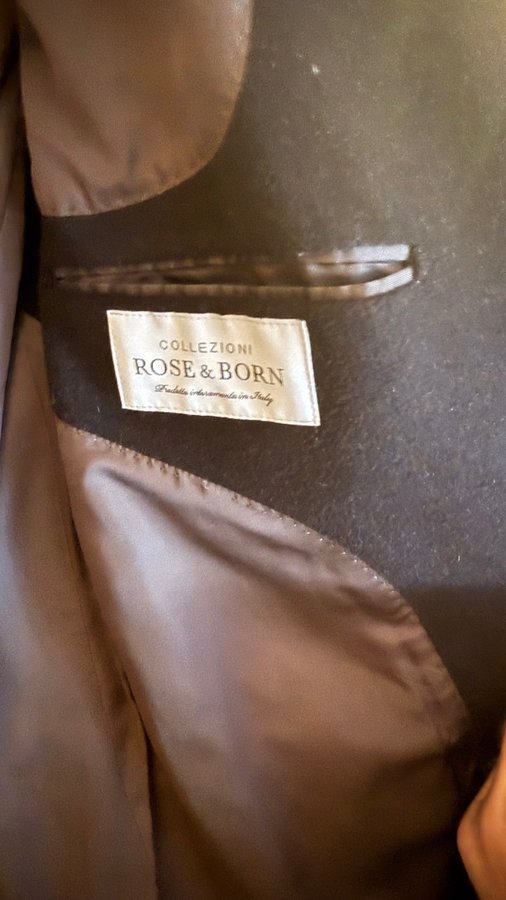 COLLEZIONI
ROSE & BORN
Prodotto interamente in Italy